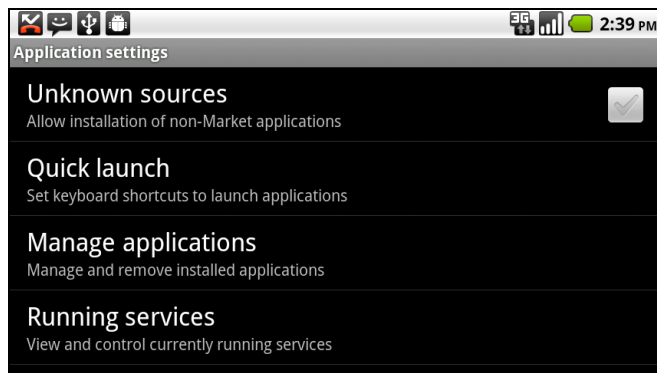 3G 2:39 PM
Application settings
Unknown sources
Allow installation of non-Market applications
Quick launch
Set keyboard shortcuts to launch applications
Manage applications
Manage and remove installed applications
Running services
View and control currently running services